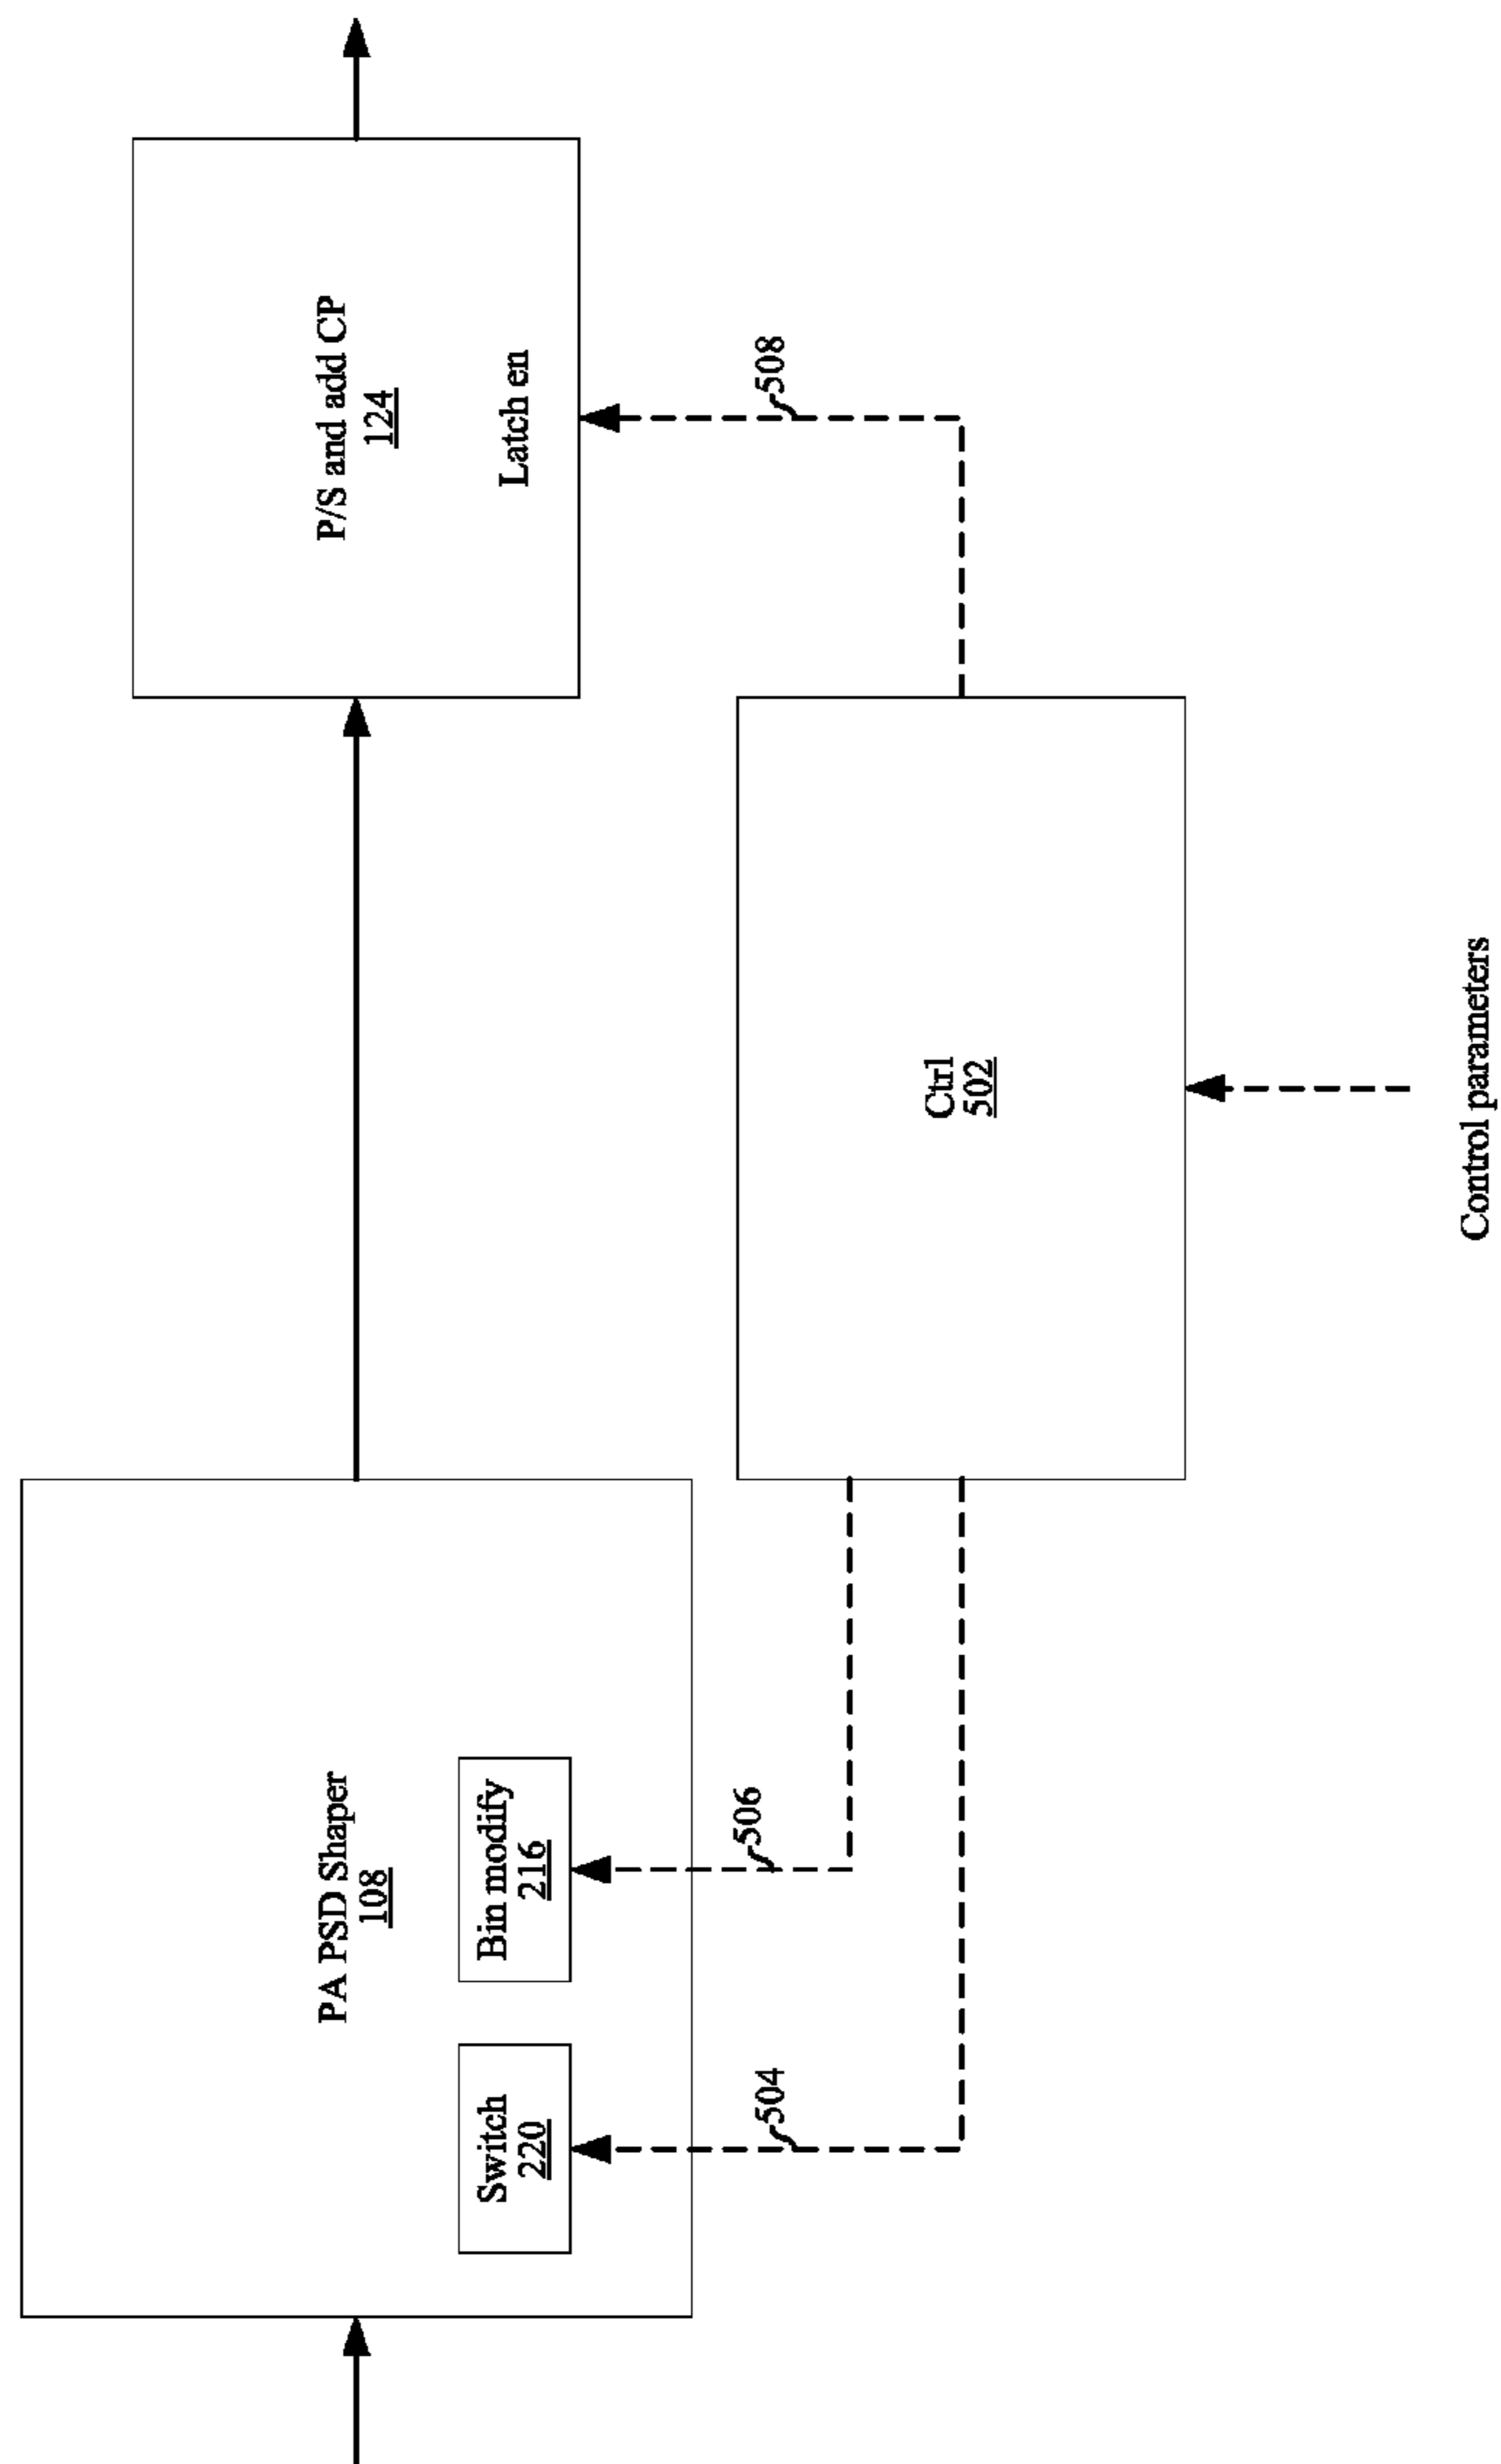 PA PSD Shaper
108
Switch
220
Bin modify
216
P/S and add CP
124
Latch en
504
506
508
Ctrl
502
Control parameters